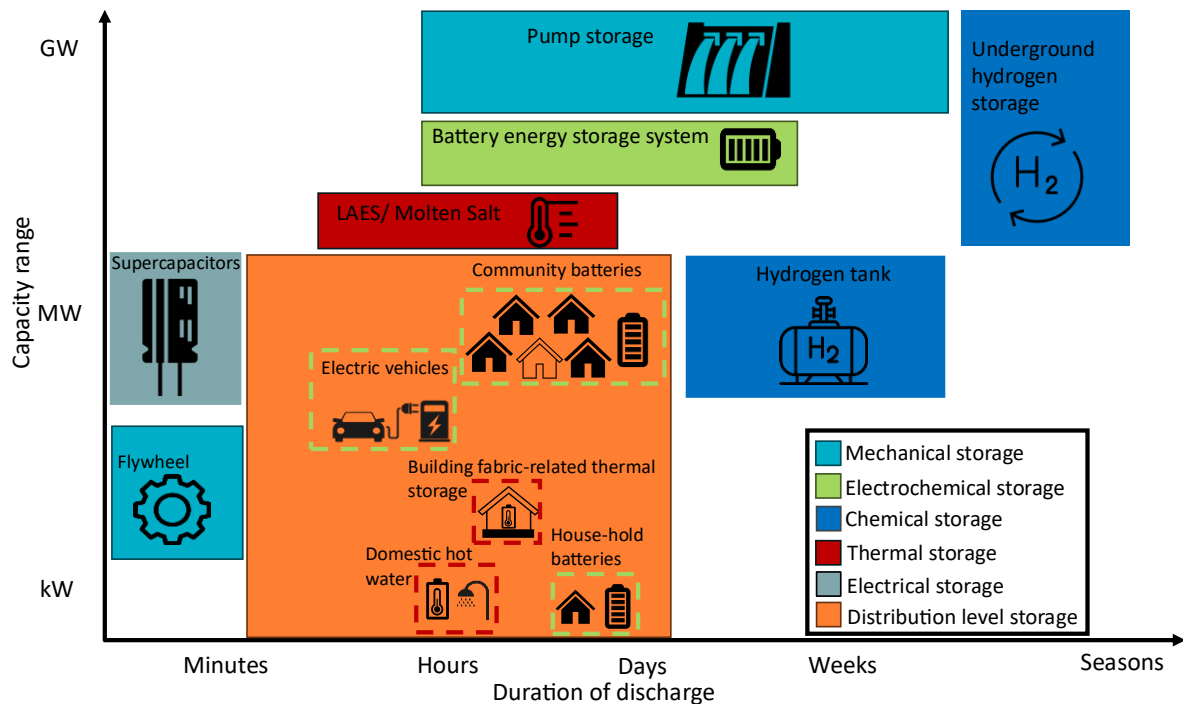 GW
MW
kW
Capacity range
Pump storage
Underground
hydrogen
storage
H2
Battery energy storage system
LAES/ Molten Salt
Supercapacitors
Community batteries
Hydrogen tank
H2
Electric vehicles
Flywheel
Building fabric-related thermal
storage
House-hold
batteries
Domestic hot
water
Mechanical storage
Electrochemical storage
Chemical storage
Thermal storage
Electrical storage
Distribution level storage
Minutes
Hours
Days
Weeks
Seasons
Duration of discharge